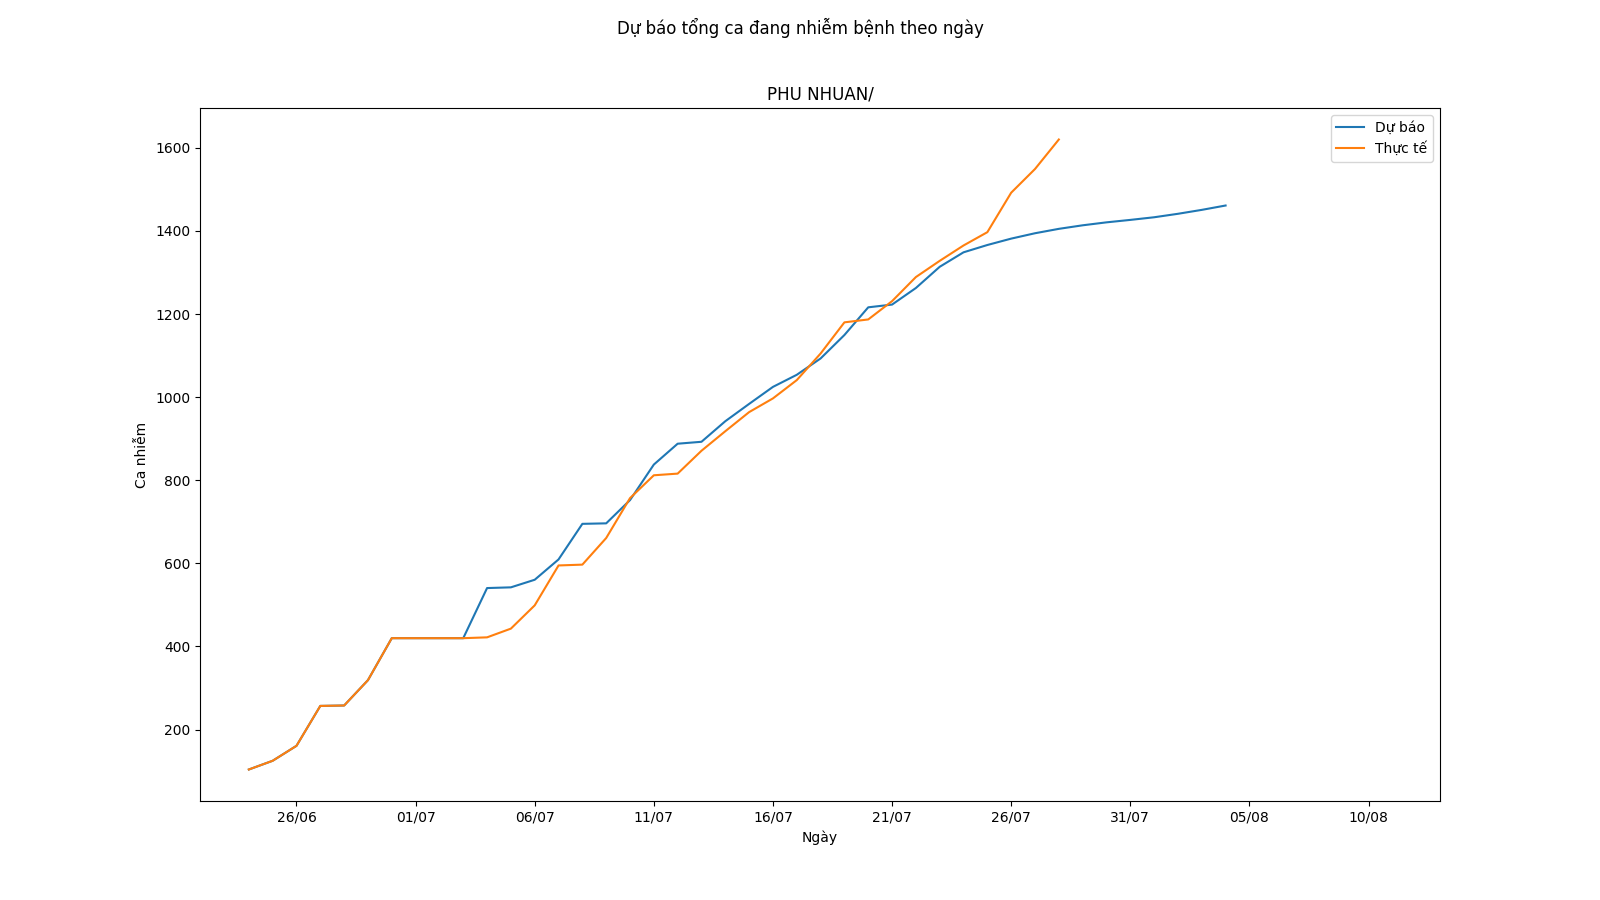 Dự báo tổng ca đang nhiễm bệnh theo ngày
PHU NHUAN/
Dự báo
Thực tế
1600
1400
1200
1000
800
600
400
200
Ca nhiễm
26/06 01/07 06/07 11/07 16/07 21/07 26/07 31/07 05/08 10/08
Ngày